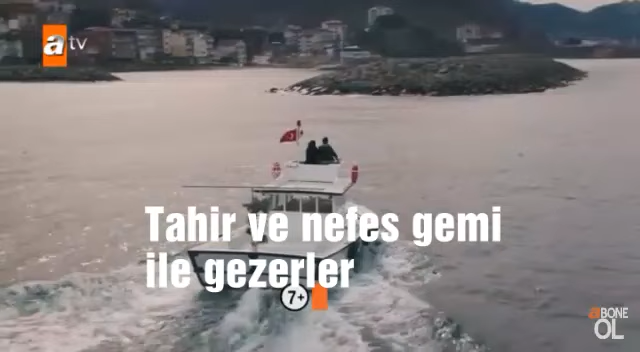 atv
Tahir ve nefes gemi
ile gezerler
7+
aBONE
OL